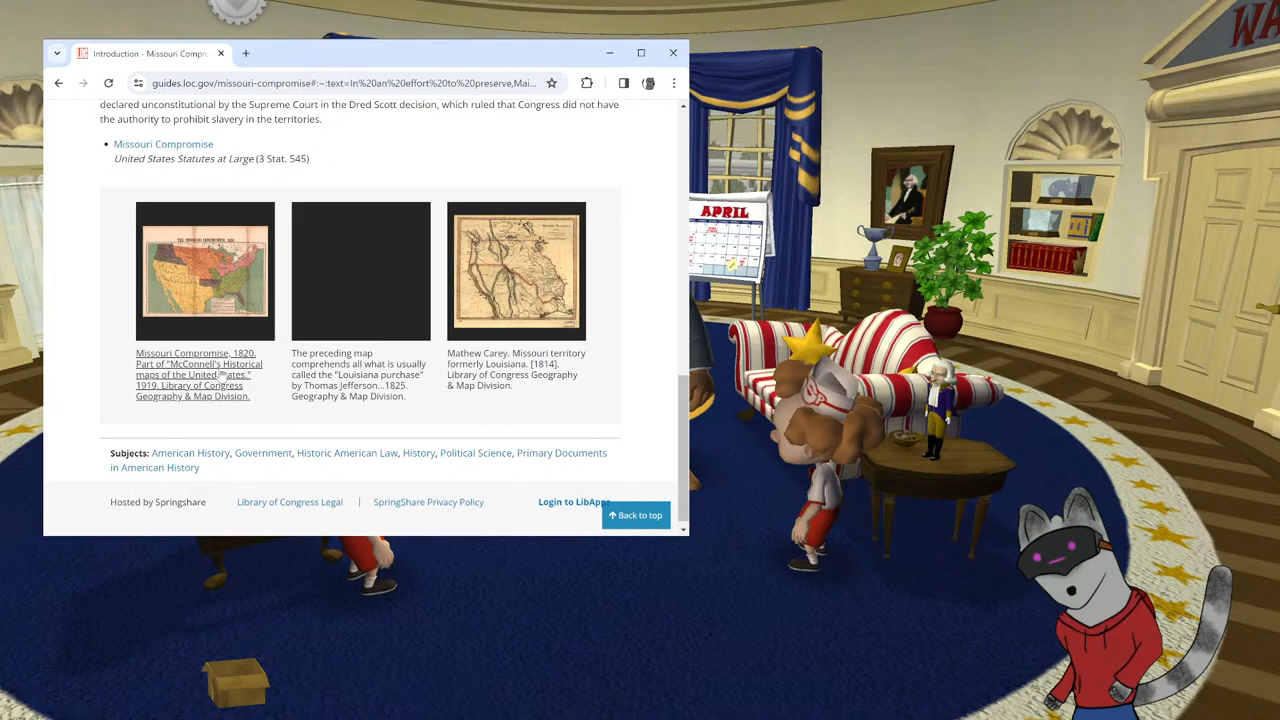 Introduction - Missouri Compr
guides.loc.gov/missouri-compromise#:~:text=In%20an%20effort%20to%20preserve,Mai...
declared unconstitutional by the Supreme Court in the Dred Scott decision, which ruled that Congress did not have
the authority to prohibit slavery in the territories.
Missouri Compromise
United States Statutes at Large (3 Stat. 545)
THE MISSOURI COMPROMISE 1820
Missouri Compromise, 1820.
Part of "McConnell's Historical
maps of the United States."
1919. Library of Congress
Geography & Map Division.
The preceding map
comprehends all what is usually
called the "Louisiana purchase"
by Thomas Jefferson...1825.
Geography & Map Division.
Mathew Carey. Missouri territory
formerly Louisiana. [1814].
Library of Congress Geography
& Map Division.
Subjects: American History, Government, Historic American Law, History, Political Science, Primary Documents
in American History
Hosted by Springshare | Library of Congress Legal | SpringShare Privacy Policy
Login to LibApps
Back to top
APRIL
WA